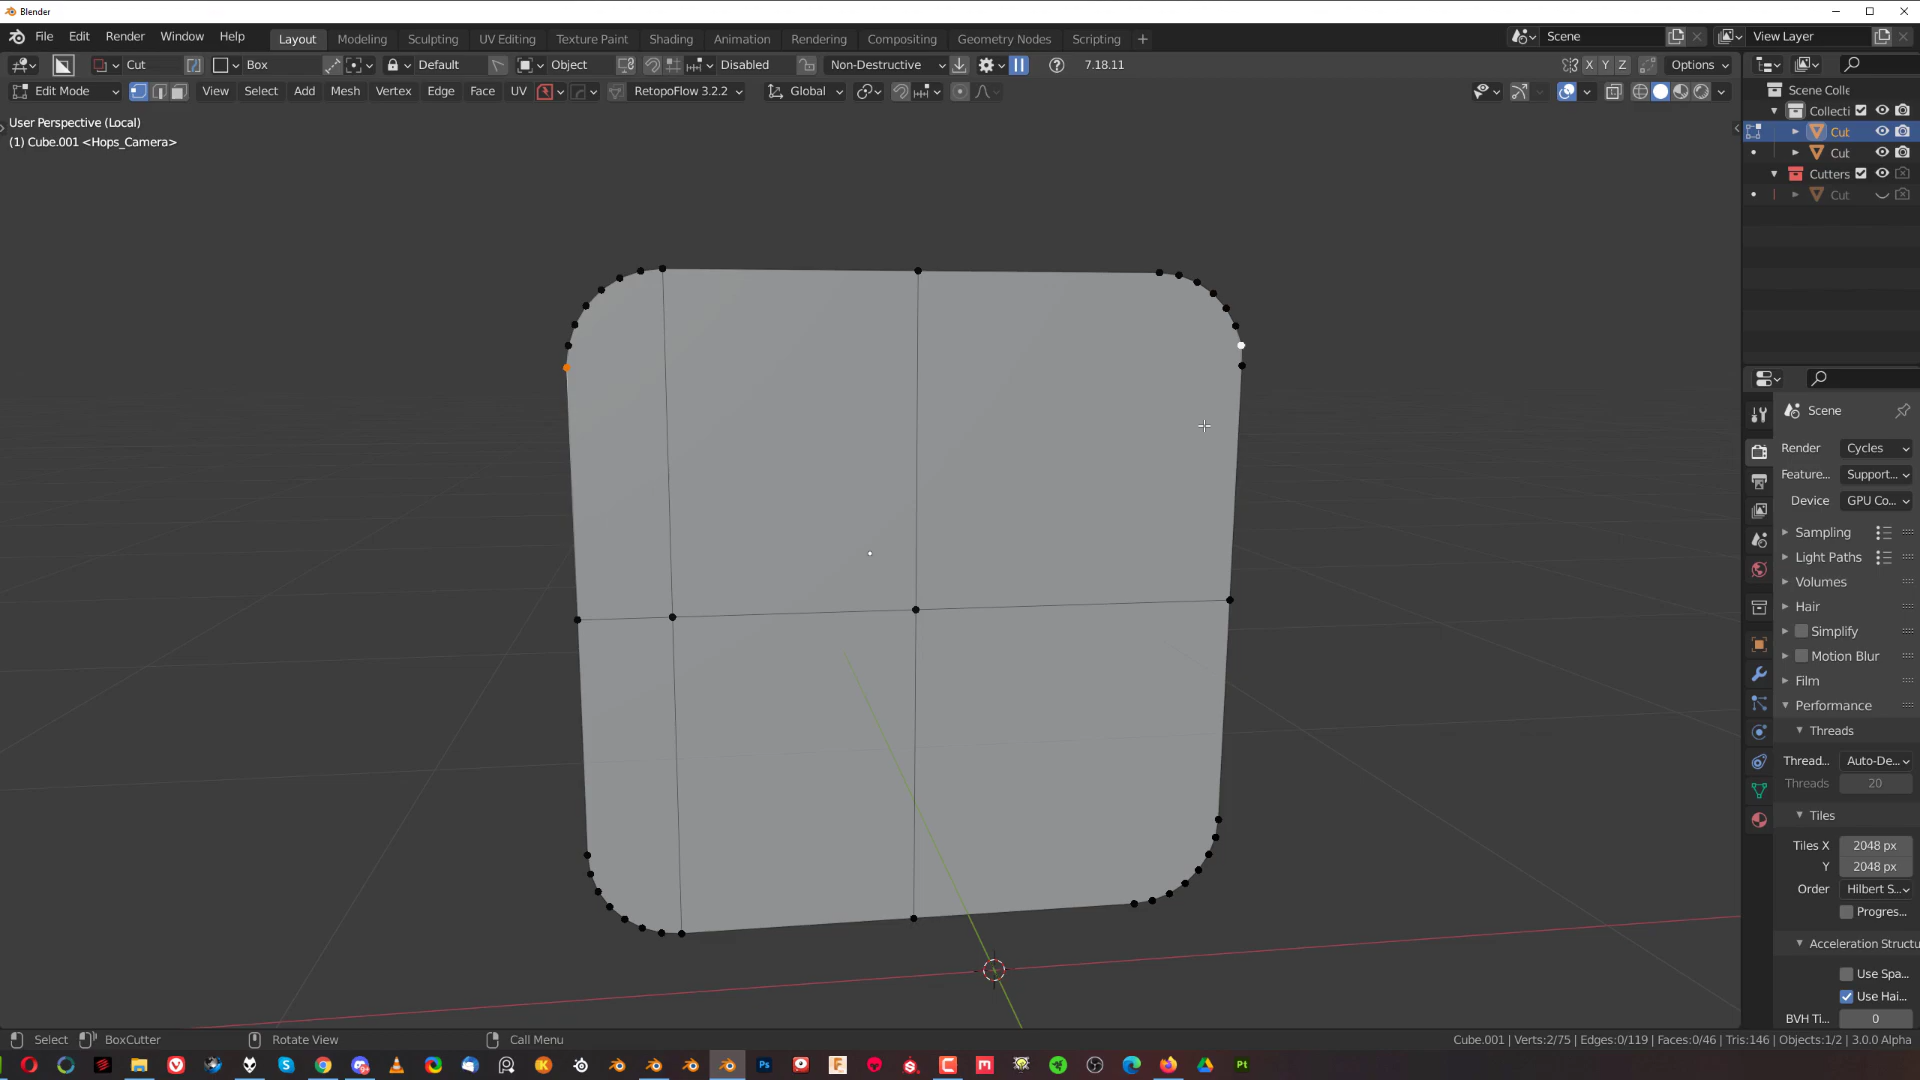 Blender
File Edit Render Window Help Layout Modeling Sculpting UV Editing Texture Paint Shading Animation Rendering Compositing Geometry Nodes Scripting + Scene View Layer
Cut Box Default Object Disabled Non-Destructive 7.18.11 X Y Z Options
Edit Mode View Select Add Mesh Vertex Edge Face UV RetopoFlow 3.2.2 Global
User Perspective (Local)
(1) Cube.001 <Hops_Camera>
Scene Colle
Collecti
Cut
Cut
Cutters
Cut
Scene
Render Cycles
Feature... Support...
Device GPU Co...
Sampling
Light Paths
Volumes
Hair
Simplify
Motion Blur
Film
Performance
Threads
Thread... Auto-De...
Threads 20
Tiles
Tiles X 2048 px
Y 2048 px
Order Hilbert S...
Progres...
Acceleration Structu
Use Spa...
Use Hai...
BVH Ti... 0
Select BoxCutter Rotate View Call Menu Cube.001 | Verts:2/75 | Edges:0/119 | Faces:0/46 | Tris:146 | Objects:1/2 | 3.0.0 Alpha
Ps F K M Pt